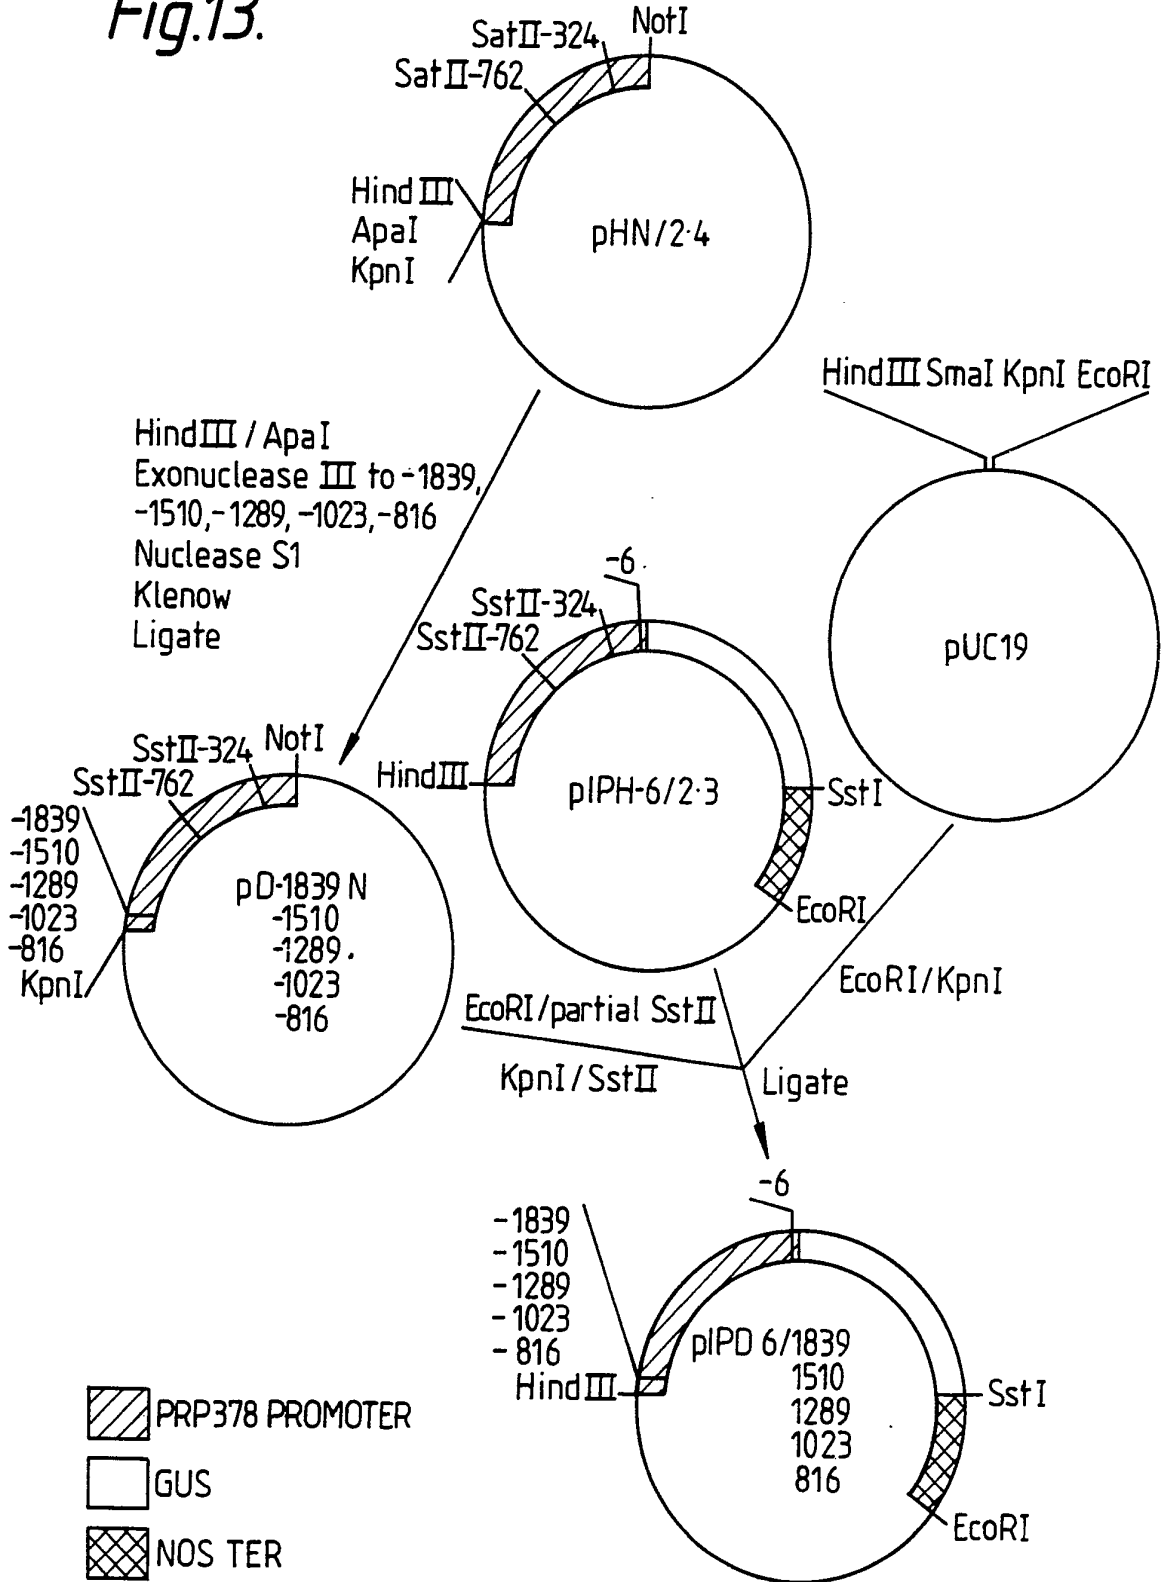 Fig.13.
NotI
SatII-324
SatII-762
HindIII
ApaI
KpnI
pHN/2·4
HindIII SmaI KpnI EcoRI
pUC19
HindIII / ApaI
Exonuclease III to -1839,
-1510,-1289, -1023,-816
Nuclease S1
Klenow
Ligate
-6
SstII-324
SstII-762
HindIII
pIPH-6/2·3
SstI
EcoRI
NotI
SstII-324
SstII-762
-1839
-1510
-1289
-1023
-816
KpnI
pD-1839 N
-1510
-1289
-1023
-816
EcoRI/partial SstII
KpnI/SstII
EcoRI/KpnI
Ligate
-6
-1839
-1510
-1289
-1023
-816
HindIII
pIPD 6/1839
1510
1289
1023
816
SstI
EcoRI
PRP378 PROMOTER
GUS
NOS TER